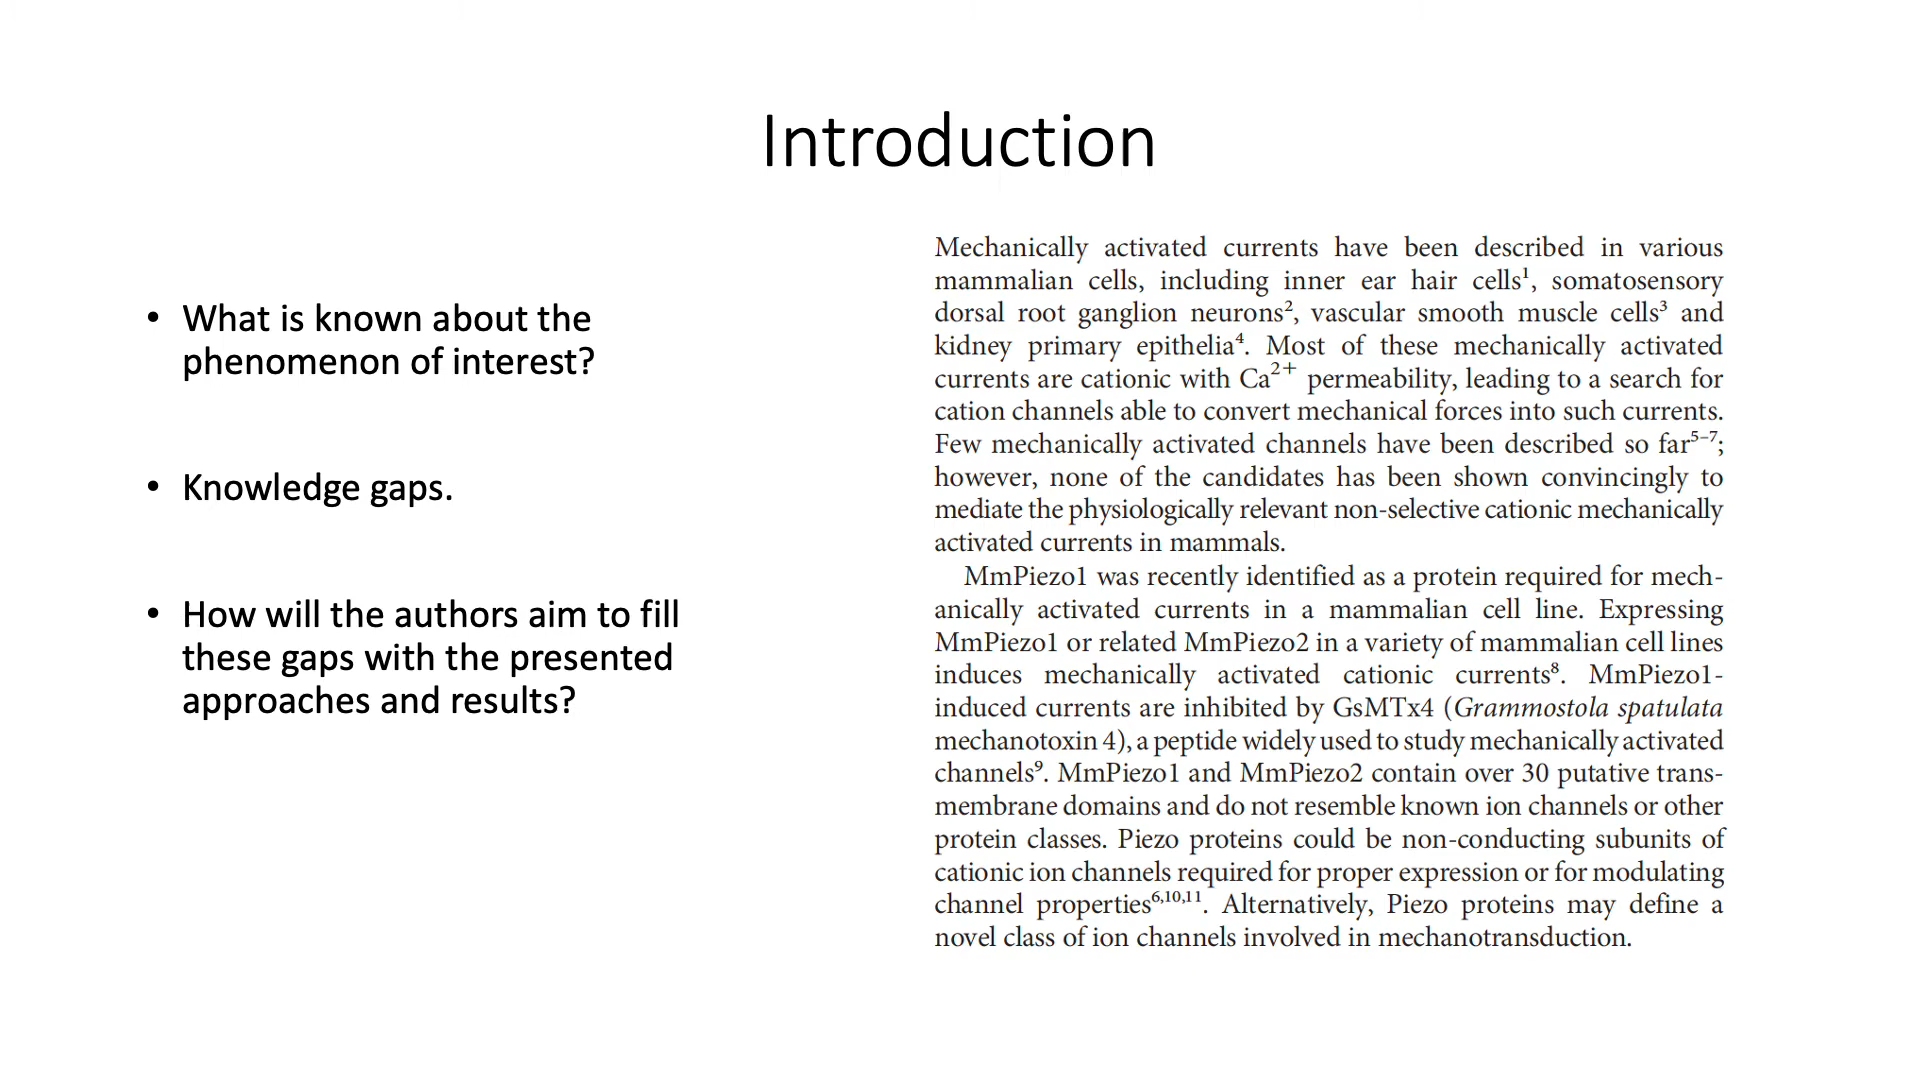 Introduction
• What is known about the
phenomenon of interest?
• Knowledge gaps.
• How will the authors aim to fill
these gaps with the presented
approaches and results?
Mechanically activated currents have been described in various
mammalian cells, including inner ear hair cells¹, somatosensory
dorsal root ganglion neurons², vascular smooth muscle cells³ and
kidney primary epithelia⁴. Most of these mechanically activated
currents are cationic with Ca²⁺ permeability, leading to a search for
cation channels able to convert mechanical forces into such currents.
Few mechanically activated channels have been described so far⁵⁻⁷;
however, none of the candidates has been shown convincingly to
mediate the physiologically relevant non-selective cationic mechanically
activated currents in mammals.
MmPiezo1 was recently identified as a protein required for mech-
anically activated currents in a mammalian cell line. Expressing
MmPiezo1 or related MmPiezo2 in a variety of mammalian cell lines
induces mechanically activated cationic currents⁸. MmPiezo1-
induced currents are inhibited by GsMTx4 (Grammostola spatulata
mechanotoxin 4), a peptide widely used to study mechanically activated
channels⁹. MmPiezo1 and MmPiezo2 contain over 30 putative trans-
membrane domains and do not resemble known ion channels or other
protein classes. Piezo proteins could be non-conducting subunits of
cationic ion channels required for proper expression or for modulating
channel properties⁶,¹⁰,¹¹. Alternatively, Piezo proteins may define a
novel class of ion channels involved in mechanotransduction.